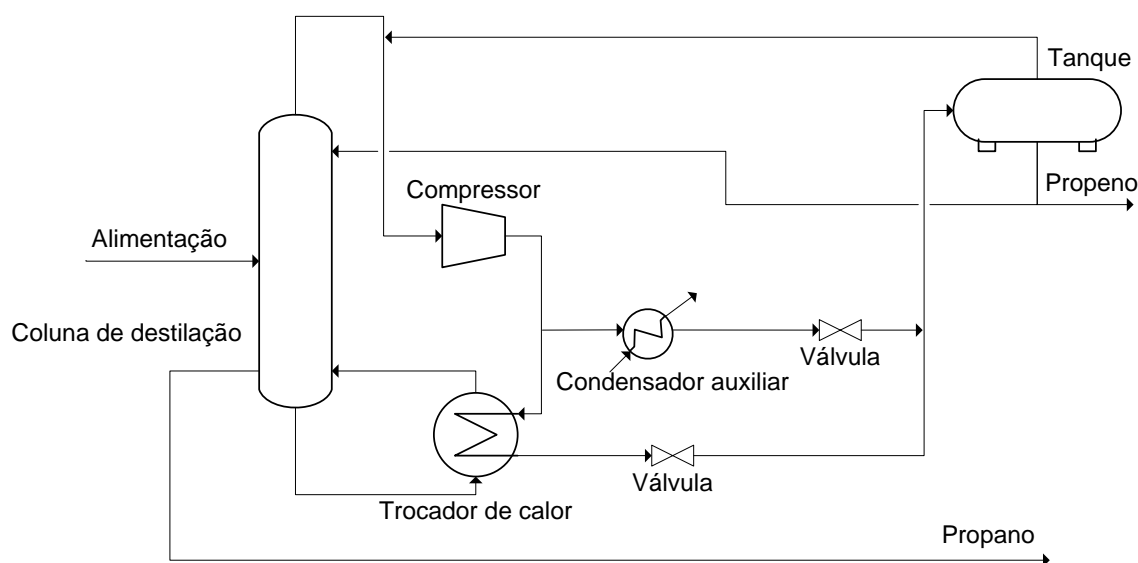 Tanque
Compressor
Propeno
Alimentação
Coluna de destilação
Válvula
Condensador auxiliar
Válvula
Trocador de calor
Propano